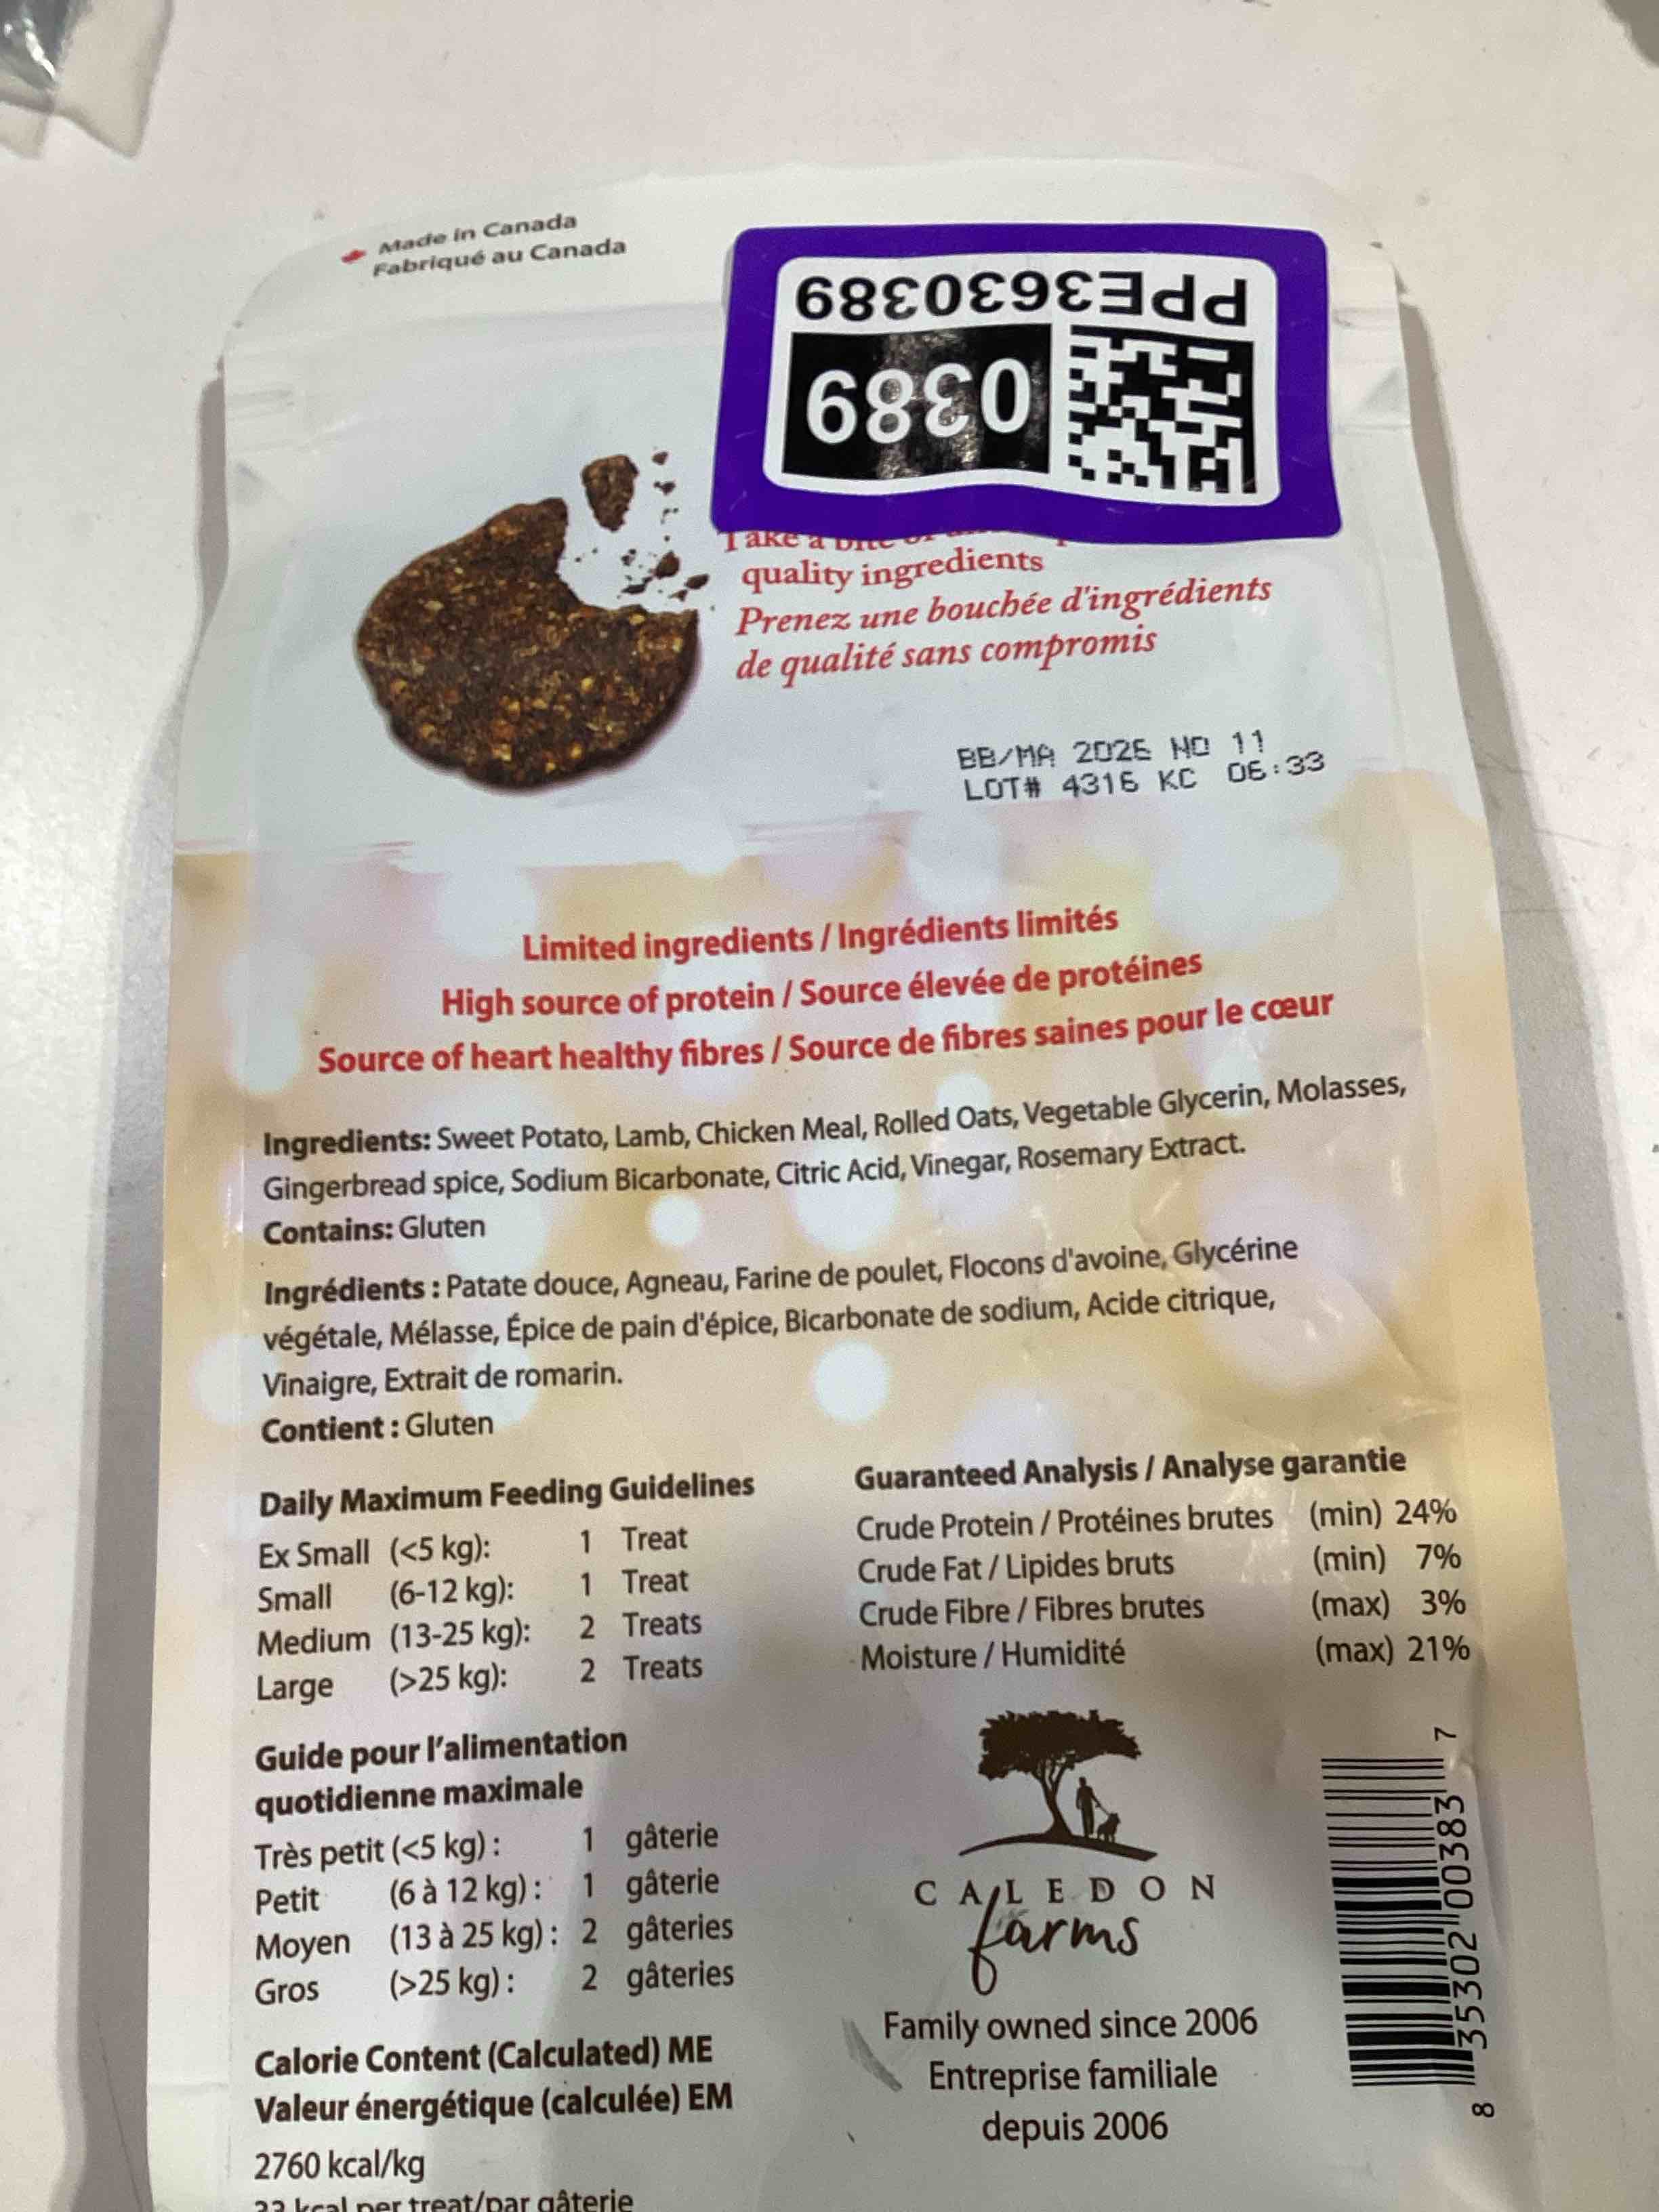 Made in Canada
Fabriqué au Canada
PPE3630389
0389
Take a bite
quality ingredients
Prenez une bouchée d'ingrédients
de qualité sans compromis
BB/MA 2026 NO 11
LOT# 4316 KC 06:33
Limited ingredients / Ingrédients limités
High source of protein / Source élevée de protéines
Source of heart healthy fibres / Source de fibres saines pour le cœur
Ingredients: Sweet Potato, Lamb, Chicken Meal, Rolled Oats, Vegetable Glycerin, Molasses,
Gingerbread spice, Sodium Bicarbonate, Citric Acid, Vinegar, Rosemary Extract.
Contains: Gluten
Ingrédients : Patate douce, Agneau, Farine de poulet, Flocons d'avoine, Glycérine
végétale, Mélasse, Épice de pain d'épice, Bicarbonate de sodium, Acide citrique,
Vinaigre, Extrait de romarin.
Contient : Gluten
Daily Maximum Feeding Guidelines
Ex Small (<5 kg): 1 Treat
Small (6-12 kg): 1 Treat
Medium (13-25 kg): 2 Treats
Large (>25 kg): 2 Treats
Guide pour l'alimentation
quotidienne maximale
Très petit (<5 kg) : 1 gâterie
Petit (6 à 12 kg) : 1 gâterie
Moyen (13 à 25 kg) : 2 gâteries
Gros (>25 kg) : 2 gâteries
Calorie Content (Calculated) ME
Valeur énergétique (calculée) EM
2760 kcal/kg
kcal per treat/par gâterie
Guaranteed Analysis / Analyse garantie
Crude Protein / Protéines brutes (min) 24%
Crude Fat / Lipides bruts (min) 7%
Crude Fibre / Fibres brutes (max) 3%
Moisture / Humidité (max) 21%
CALEDON
farms
Family owned since 2006
Entreprise familiale
depuis 2006
8 35302 00383 7